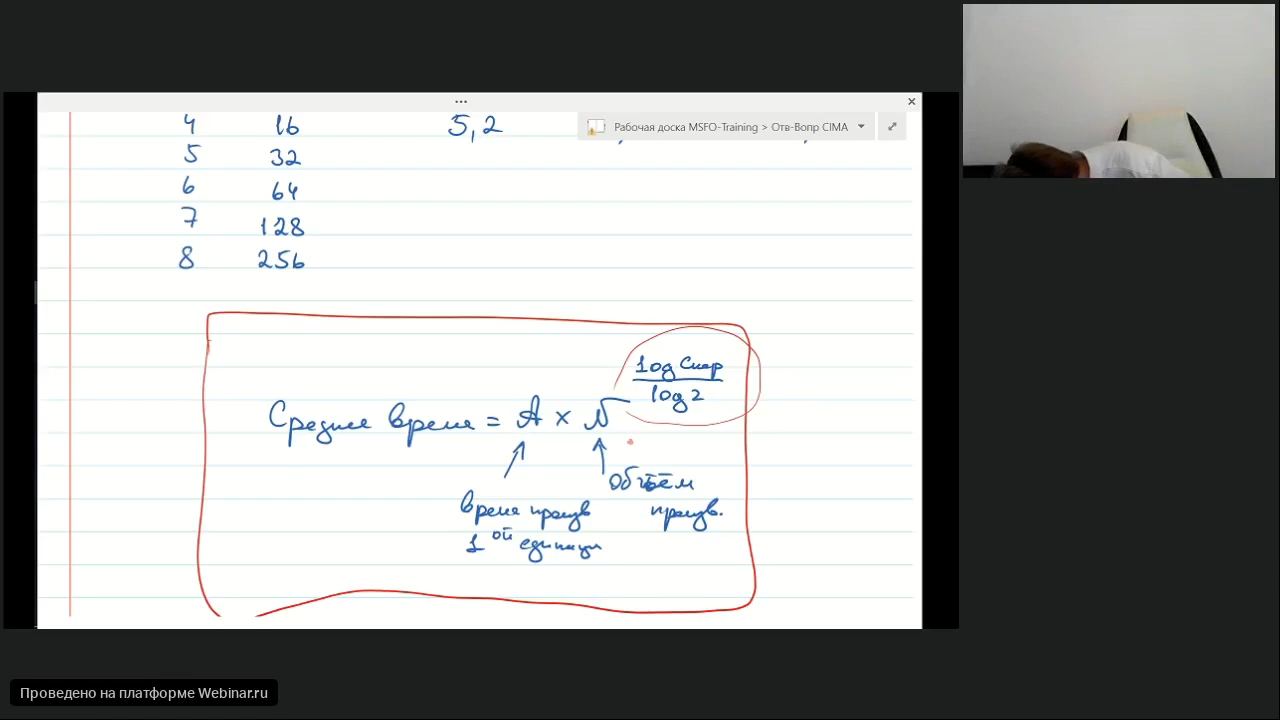 Рабочая доска MSFO-Training > Отв-Вопр CIMA
4 16 5,2
5 32
6 64
7 128
8 256
log Скор
log 2
Среднее время = A x N
Объём
произв.
время произв
1 ой единицы
Проведено на платформе Webinar.ru